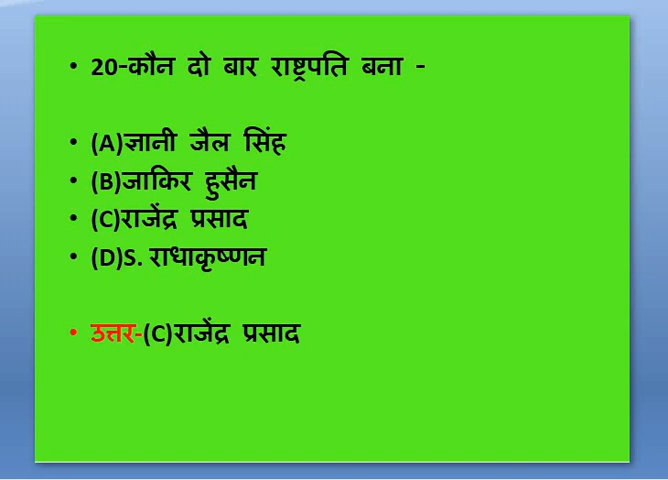 • 20-कौन दो बार राष्ट्रपति बना -
• (A)ज्ञानी जैल सिंह
• (B)जाकिर हुसैन
• (C)राजेंद्र प्रसाद
• (D)S. राधाकृष्णन
• उत्तर-(C)राजेंद्र प्रसाद